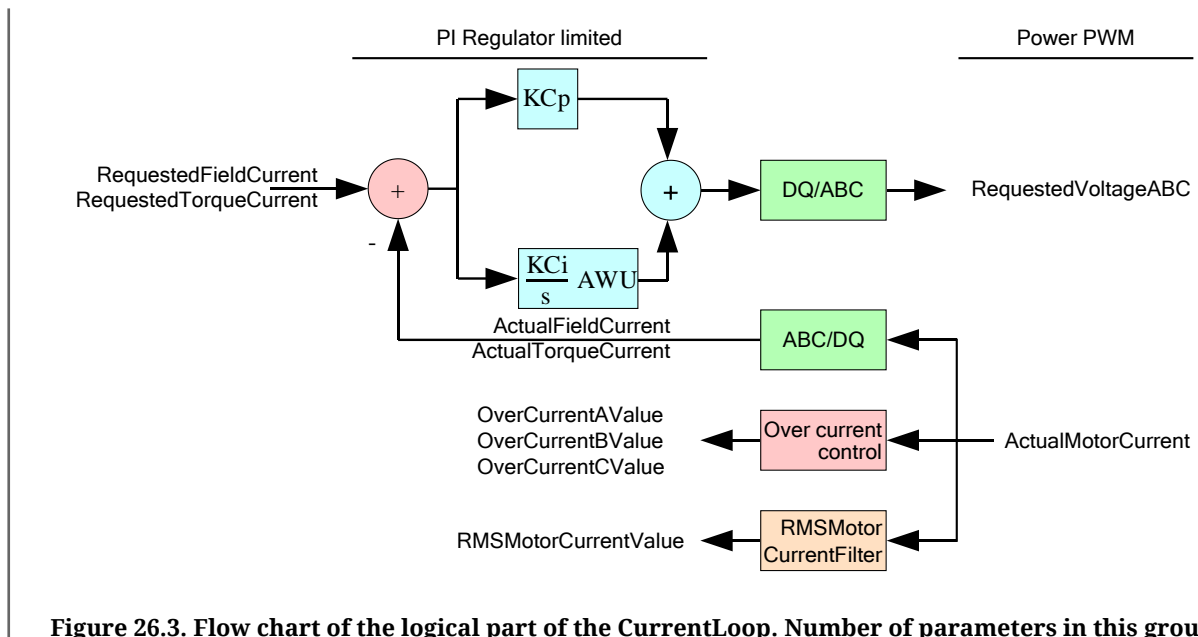 PI Regulator limited
Power PWM
KCp
RequestedFieldCurrent
RequestedTorqueCurrent
+
+
DQ/ABC
RequestedVoltageABC
-
KCi
s
AWU
ActualFieldCurrent
ActualTorqueCurrent
ABC/DQ
OverCurrentAValue
OverCurrentBValue
OverCurrentCValue
Over current
control
ActualMotorCurrent
RMSMotorCurrentValue
RMSMotor
CurrentFilter
Figure 26.3. Flow chart of the logical part of the CurrentLoop. Number of parameters in this